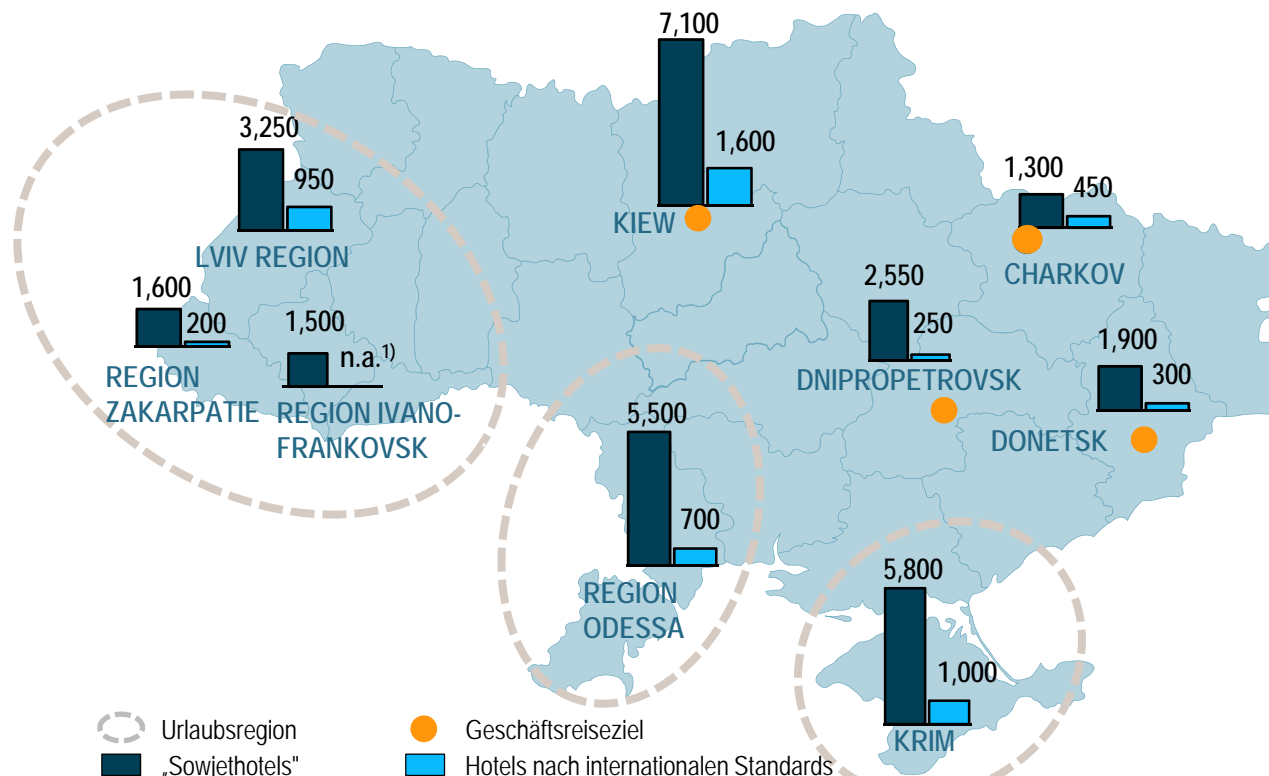 7,100
1,600
KIEW
3,250
950
LVIV REGION
1,300
450
CHARKOV
1,600
200
REGION
ZAKARPATIE
1,500
n.a.1)
REGION IVANO-
FRANKOVSK
2,550
250
DNIPROPETROVSK
1,900
300
DONETSK
5,500
700
REGION
ODESSA
5,800
1,000
KRIM
Urlaubsregion
Geschäftsreiseziel
„Sowjethotels"
Hotels nach internationalen Standards